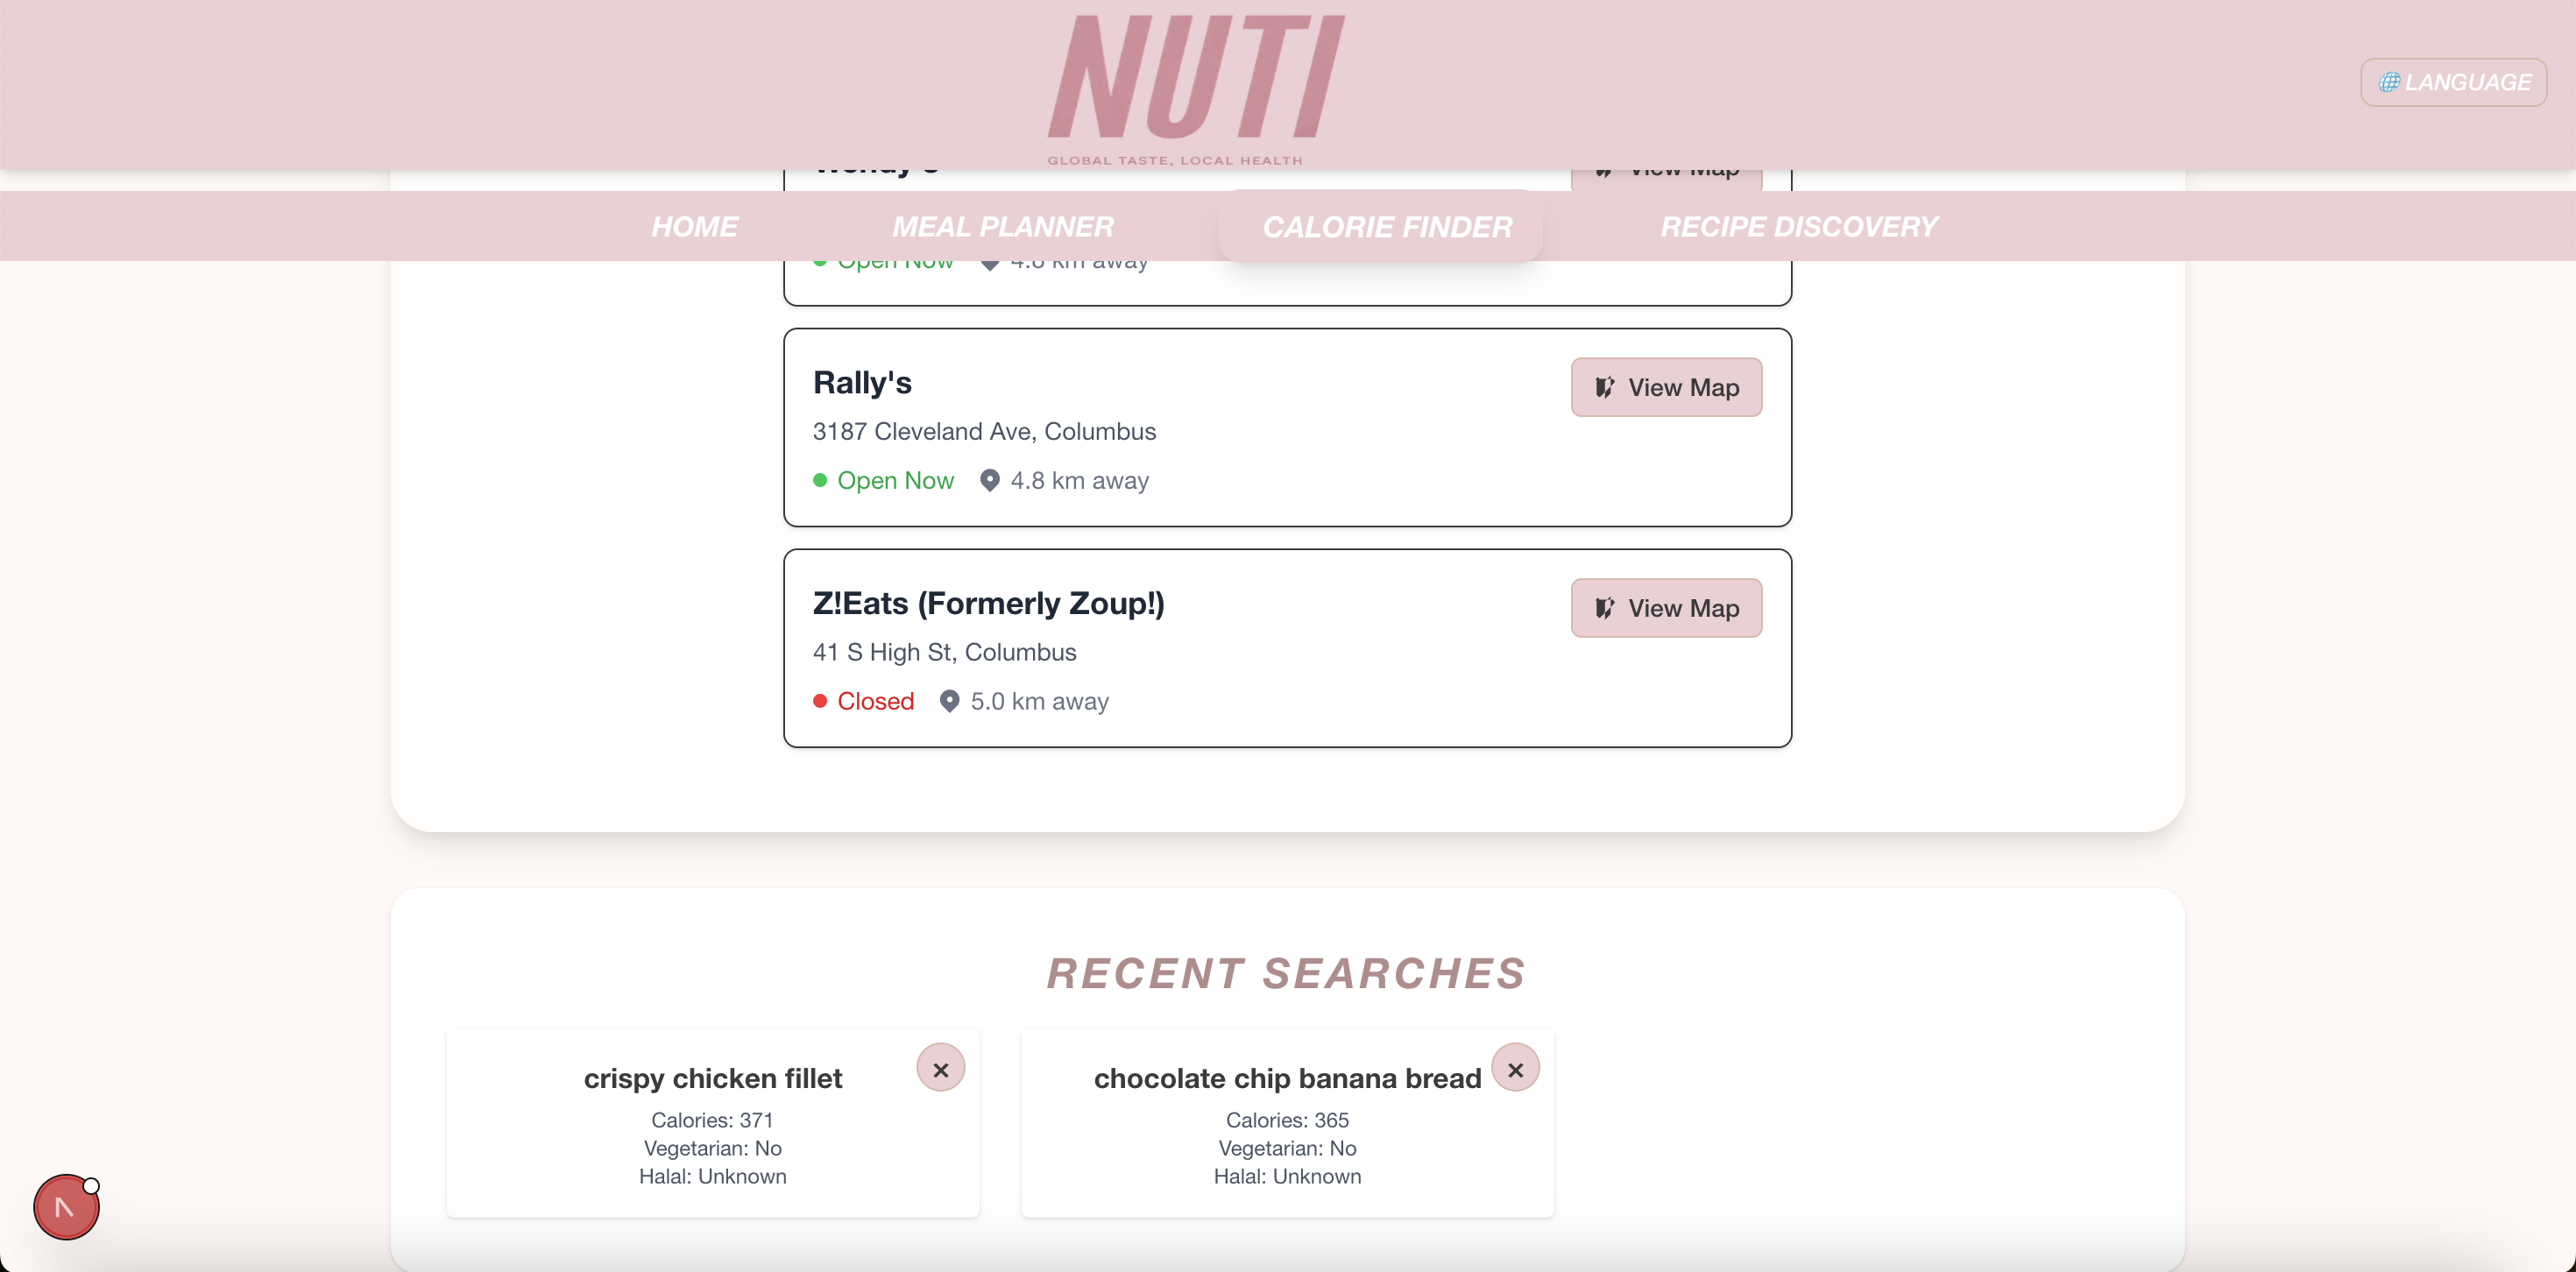 NUTI
GLOBAL TASTE, LOCAL HEALTH
🌐 LANGUAGE
View Map
HOME
MEAL PLANNER
CALORIE FINDER
RECIPE DISCOVERY
Open Now
4.8 km away
Rally's
View Map
3187 Cleveland Ave, Columbus
Open Now
4.8 km away
Z!Eats (Formerly Zoup!)
View Map
41 S High St, Columbus
Closed
5.0 km away
RECENT SEARCHES
crispy chicken fillet
×
Calories: 371
Vegetarian: No
Halal: Unknown
chocolate chip banana bread
×
Calories: 365
Vegetarian: No
Halal: Unknown
N